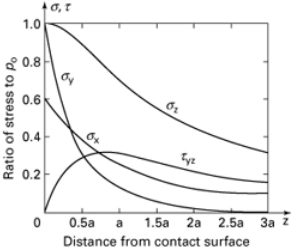 σ, τ
Ratio of stress to p₀
1.0
0.8
0.6
0.4
0.2
0
σy
σz
σx
τyz
0.5a
a
1.5a
2a
2.5a
3a
z
Distance from contact surface